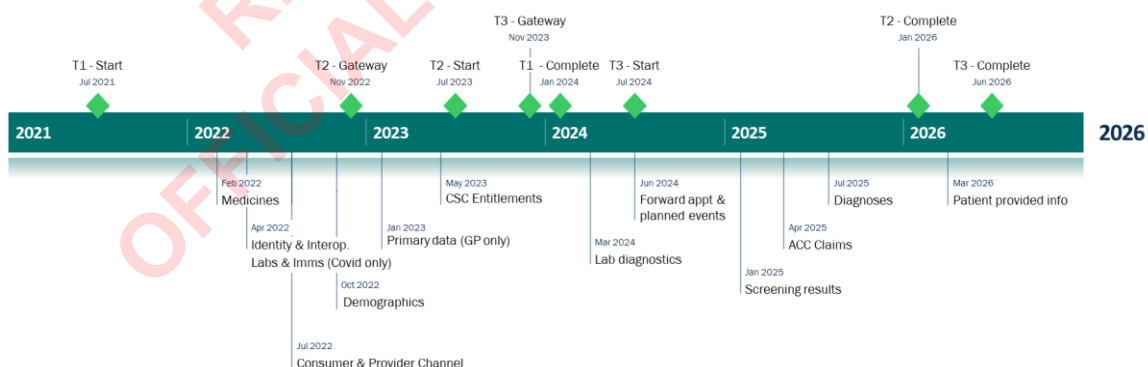 T3 - Gateway
Nov 2023
T2 - Complete
Jan 2026
T1 - Start
Jul 2021
T2 - Gateway
Nov 2022
T2 - Start
Jul 2023
T1 - Complete
Jan 2024
T3 - Start
Jul 2024
T3 - Complete
Jun 2026
2021
2022
2023
2024
2025
2026
2026
Feb 2022
Medicines
May 2023
CSC Entitlements
Jun 2024
Forward appt &
planned events
Jul 2025
Diagnoses
Mar 2026
Patient provided info
Apr 2022
Identity & Interop.
Labs & Imms (Covid only)
Jan 2023
Primary data (GP only)
Mar 2024
Lab diagnostics
Apr 2025
ACC Claims
Oct 2022
Demographics
Jan 2025
Screening results
Jul 2022
Consumer & Provider Channel
OFFICIAL